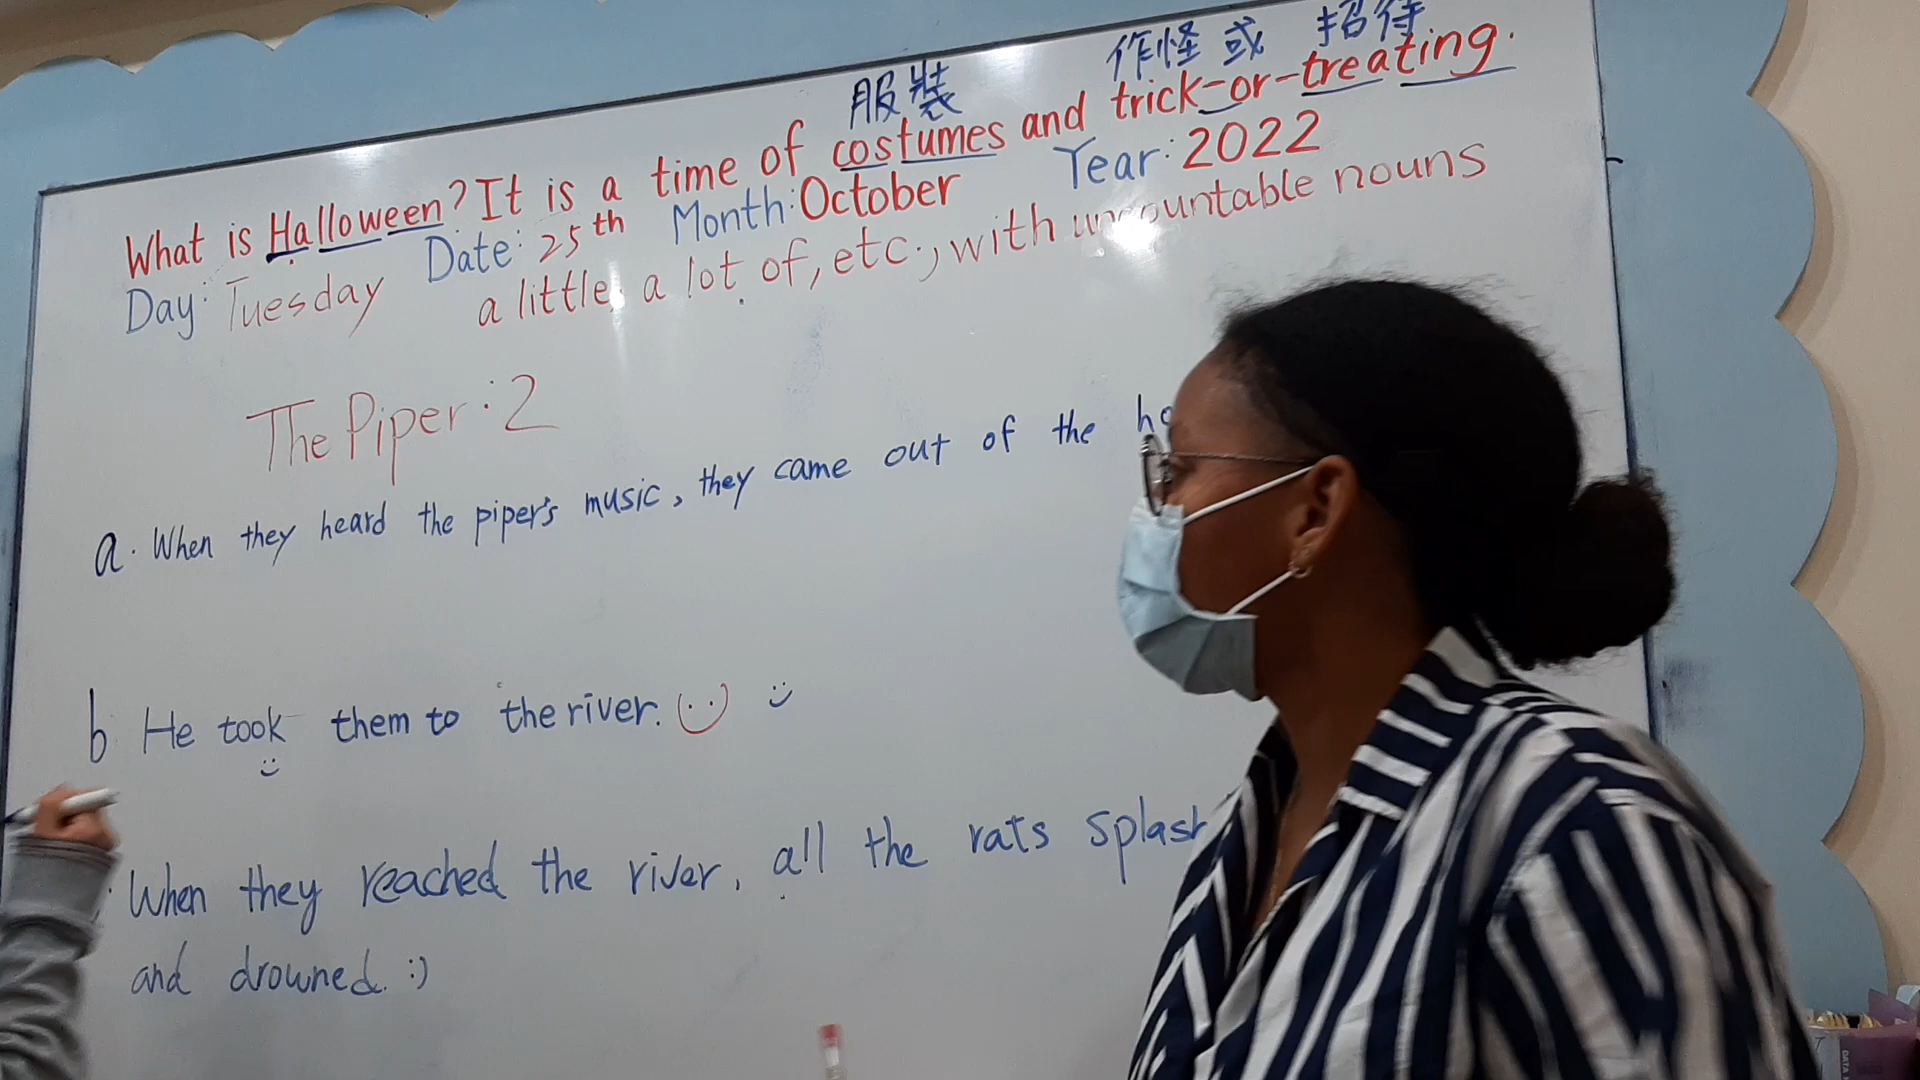 服裝 作怪或 招待
What is Halloween? It is a time of costumes and trick-or-treating.
Day: Tuesday Date: 25th Month: October Year: 2022
a little, a lot of, etc., with uncountable nouns
The Piper: 2
a. When they heard the piper's music, they came out of the
b He took them to the river.
When they reached the river, all the rats
and drowned. :)